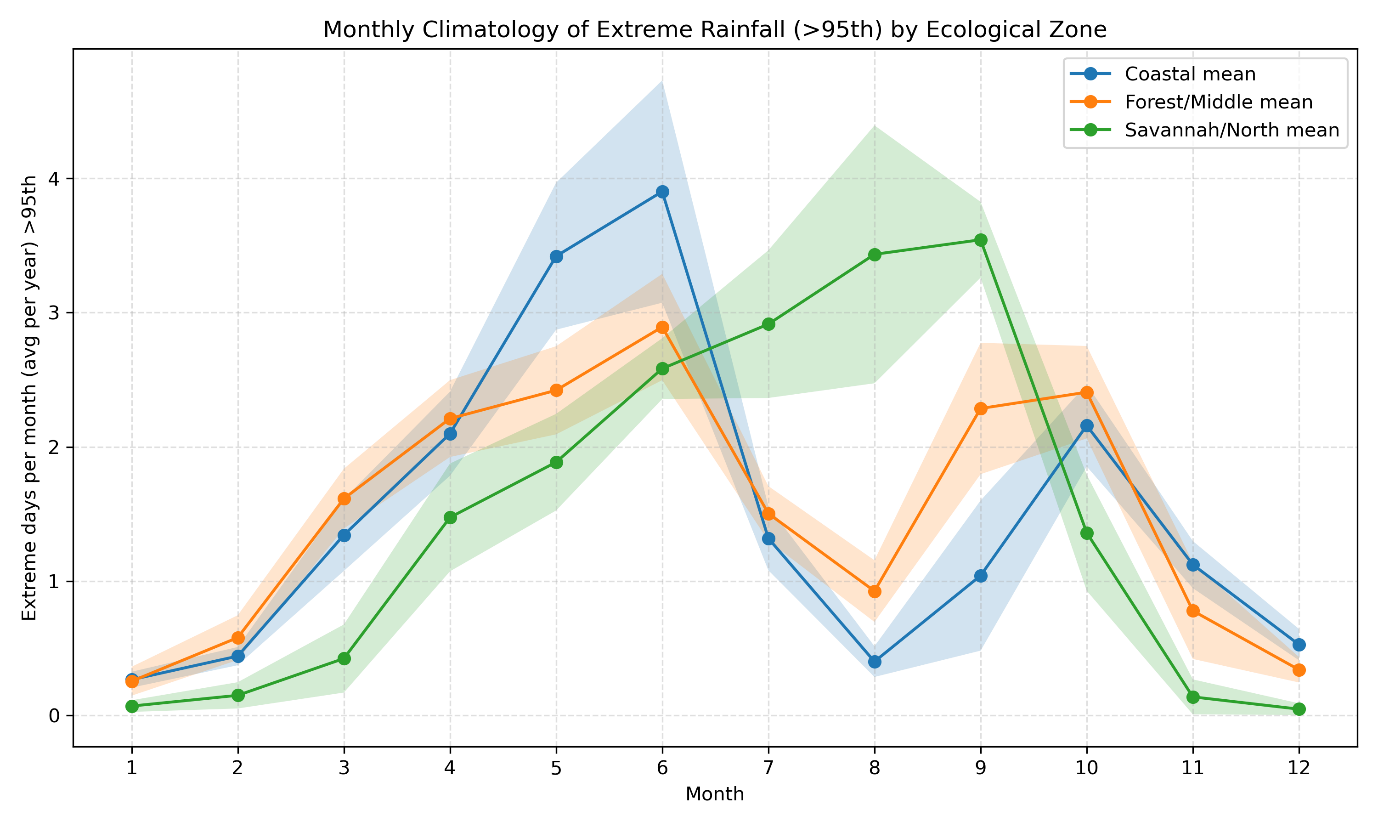 Monthly Climatology of Extreme Rainfall (>95th) by Ecological Zone
Coastal mean
Forest/Middle mean
Savannah/North mean
Extreme days per month (avg per year) >95th
4
3
2
1
0
1 2 3 4 5 6 7 8 9 10 11 12
Month